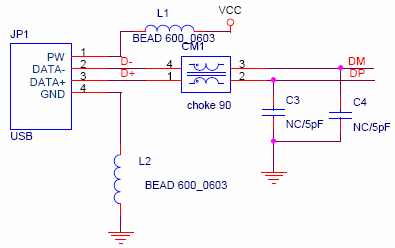 L1
VCC
JP1
BEAD 600_0603
CM1
PW 1
DATA- 2 D- 4 3 DM
DATA+ 3 D+ 1 2 DP
GND 4
choke 90
C3
C4
NC/5pF
NC/5pF
USB
L2
BEAD 600_0603